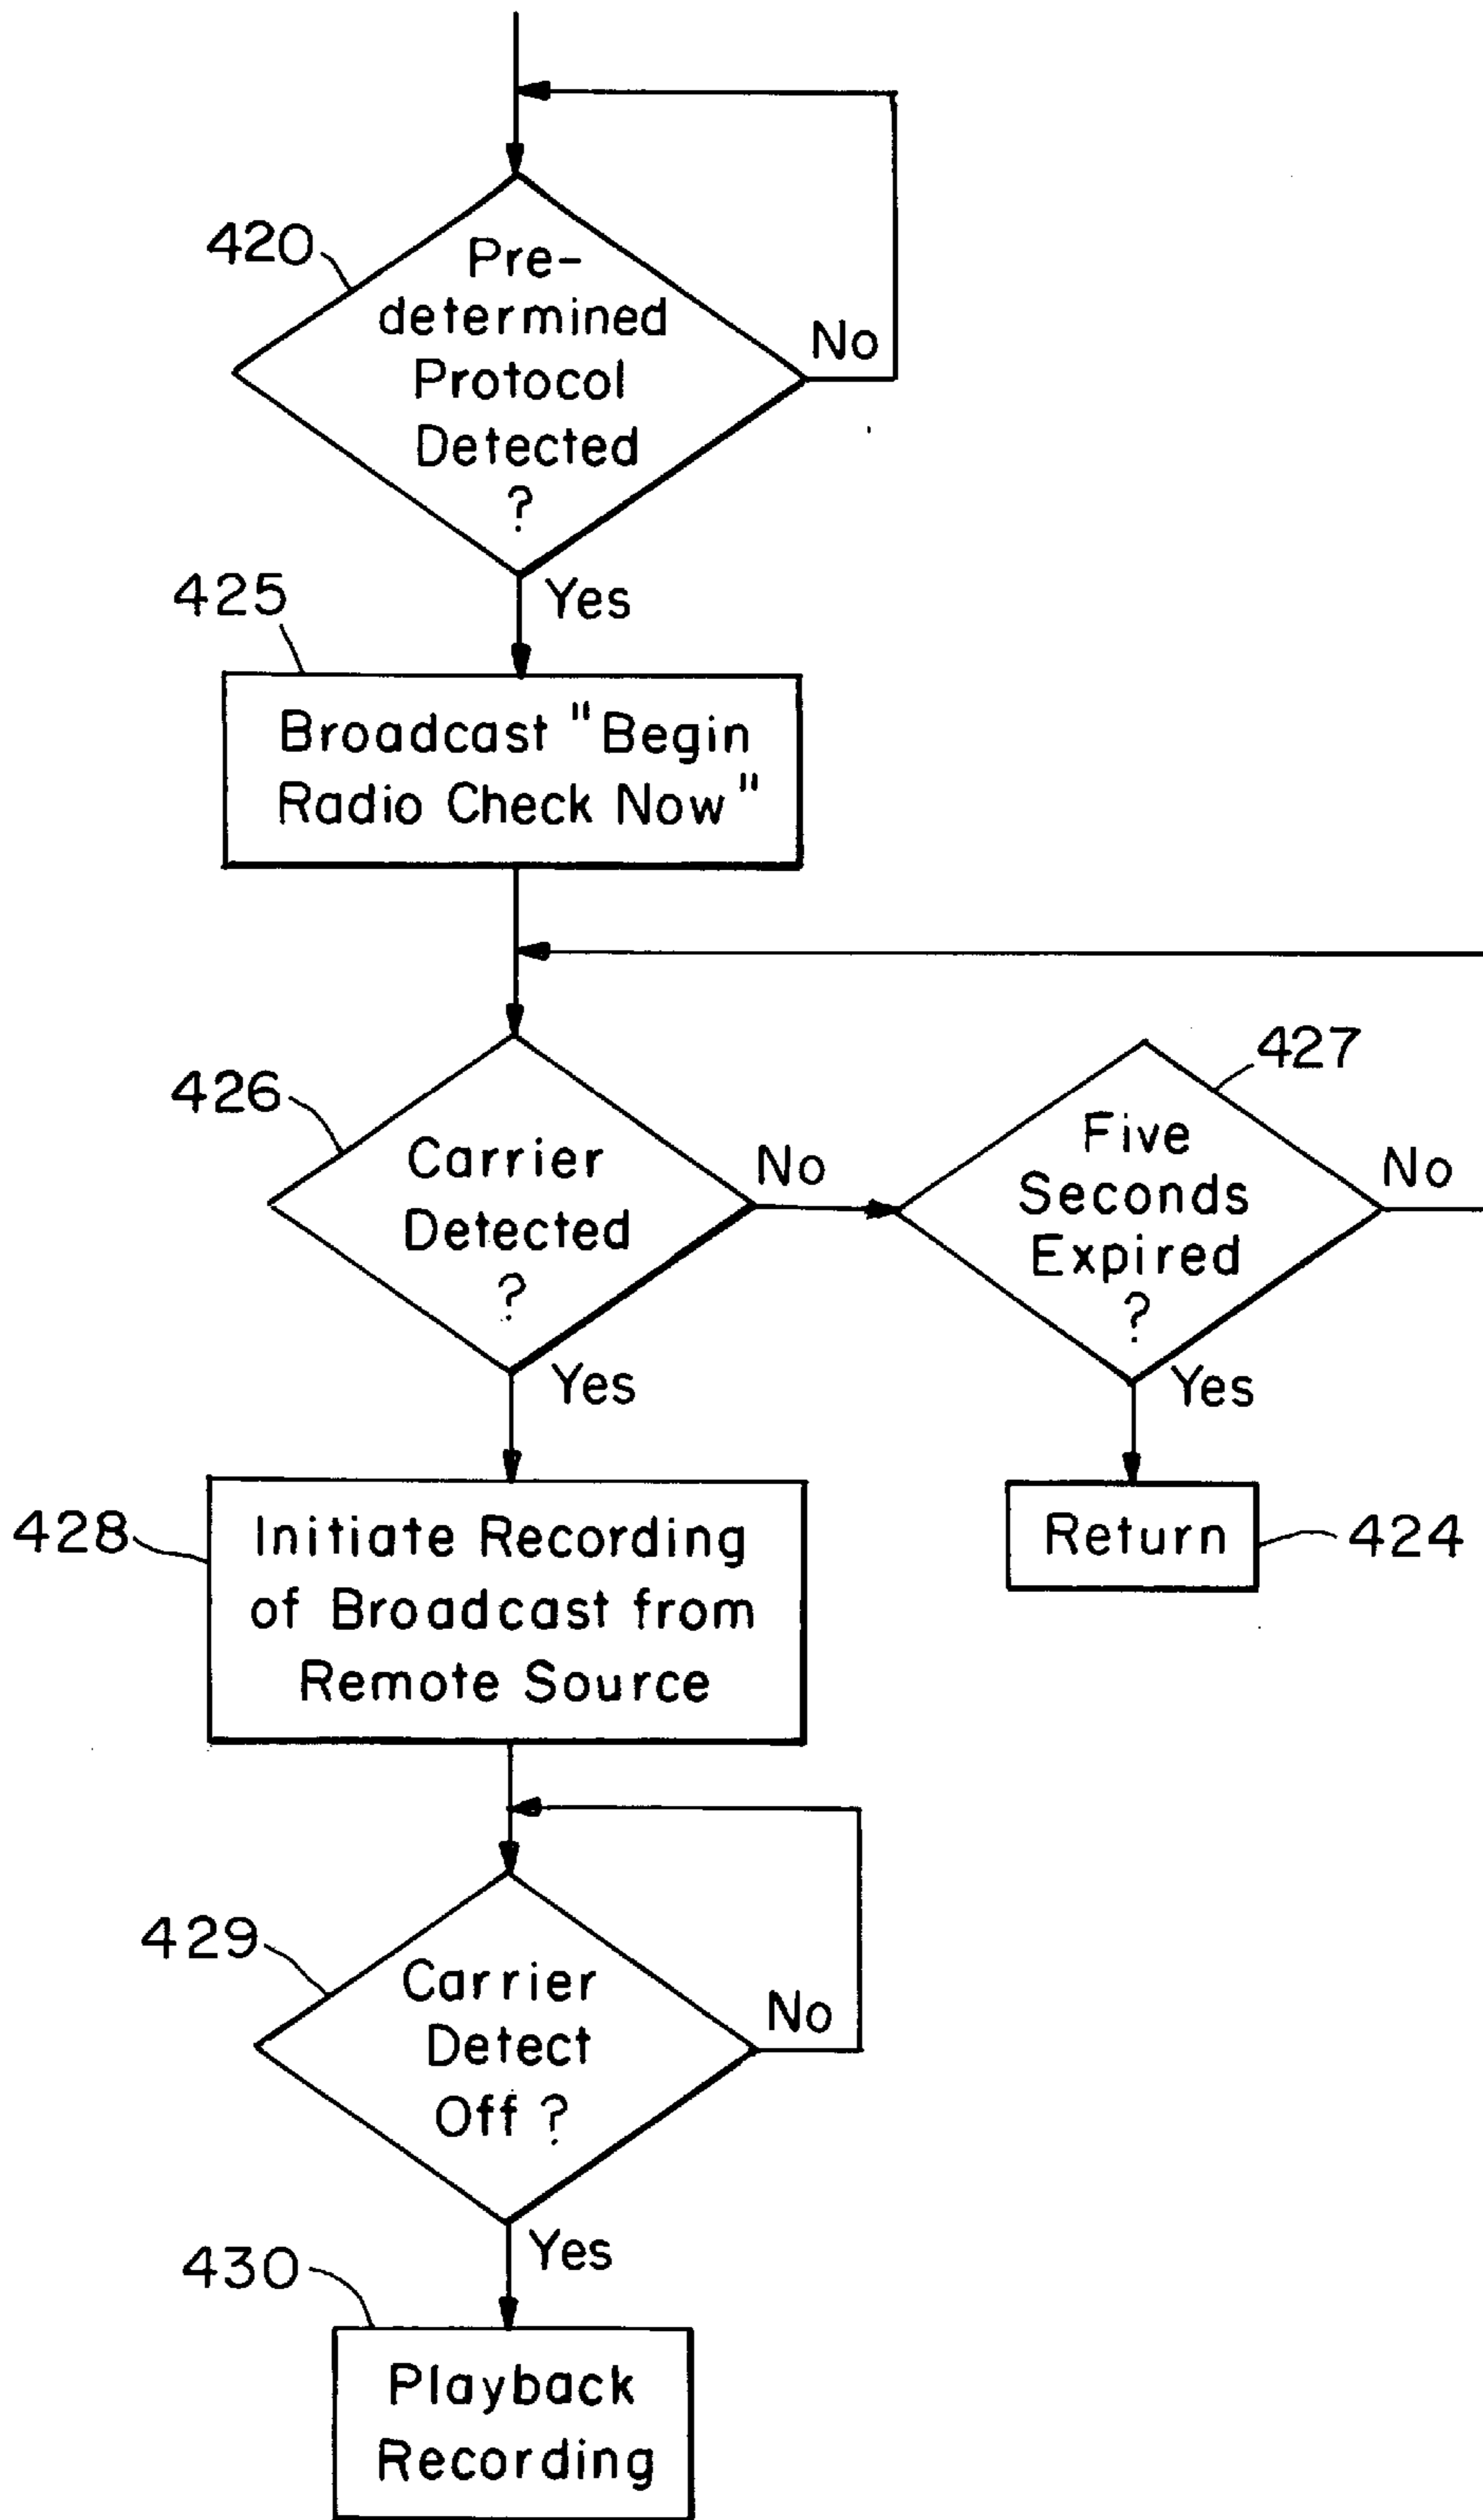 420
Pre-
determined
Protocol
Detected
?
No
Yes
425
Broadcast "Begin
Radio Check Now"
426
Carrier
Detected
?
No
Yes
427
Five
Seconds
Expired
?
No
Yes
428
Initiate Recording
of Broadcast from
Remote Source
Return
424
429
Carrier
Detect
Off ?
No
Yes
430
Playback
Recording